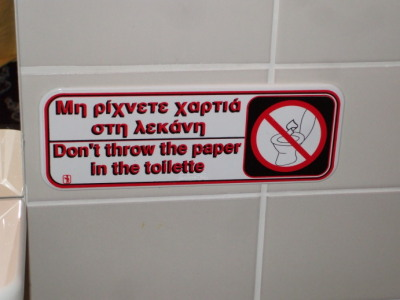 Μη ρίχνετε χαρτιά
στη λεκάνη
Don't throw the paper
in the toilette